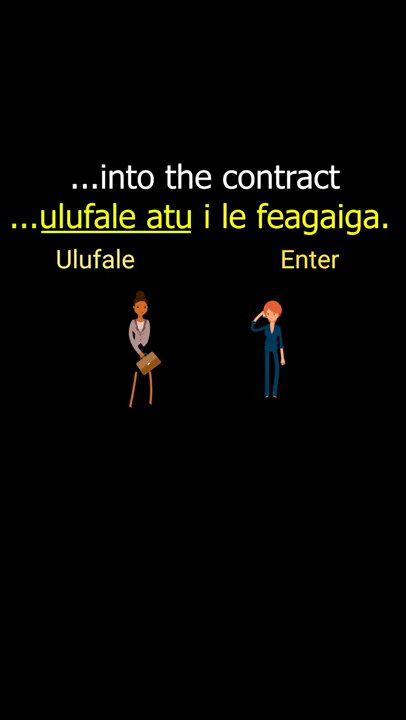 ...into the contract
...ulufale atu i le feagaiga.
Ulufale Enter